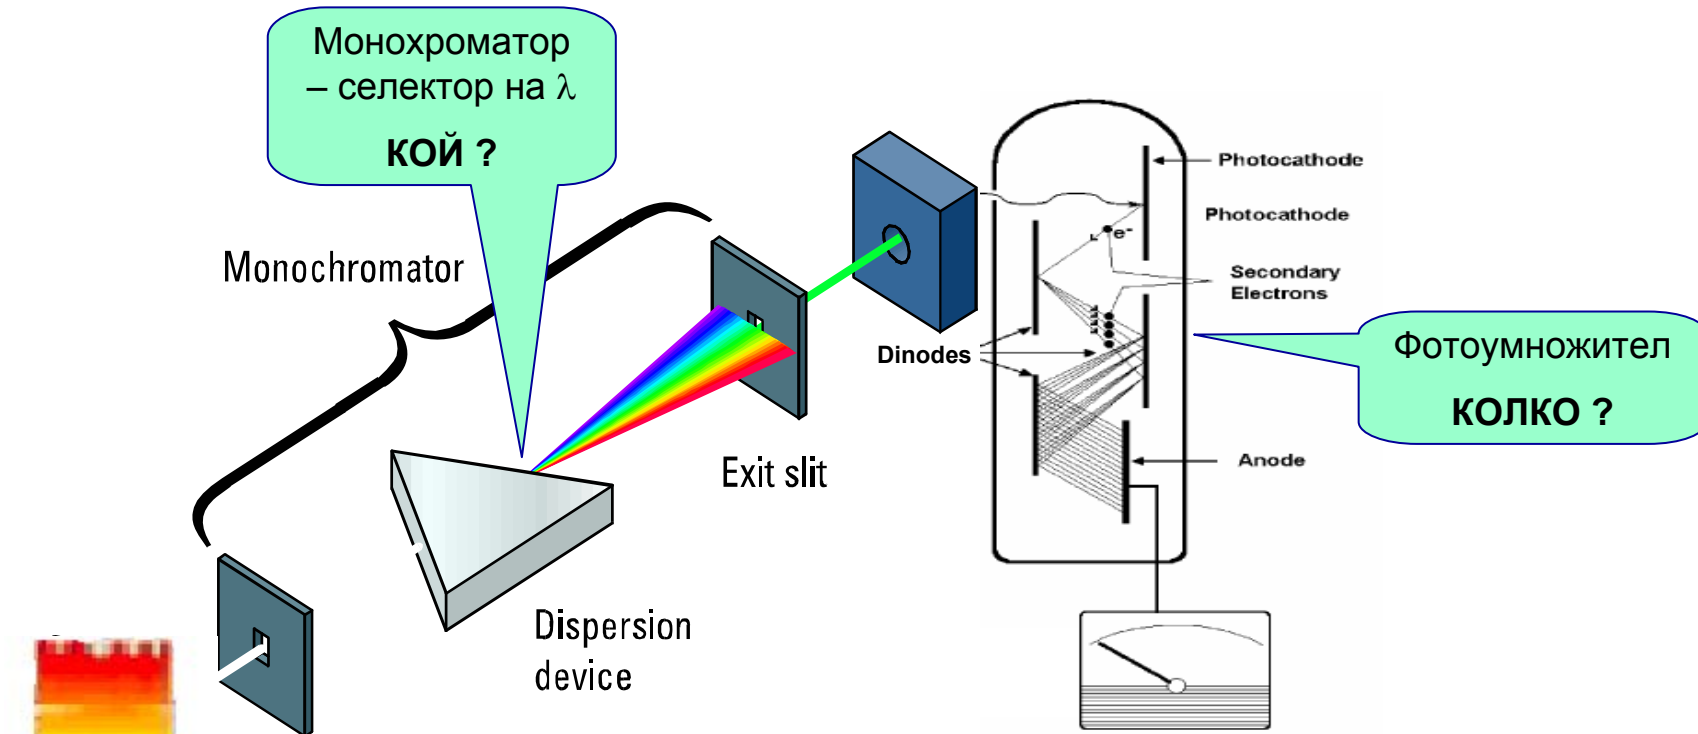 Монохроматор
– селектор на λ
КОЙ ?
Monochromator
Photocathode
Photocathode
e-
Secondary
Electrons
Dinodes
Фотоумножител
КОЛКО ?
Exit slit
Anode
Dispersion
device